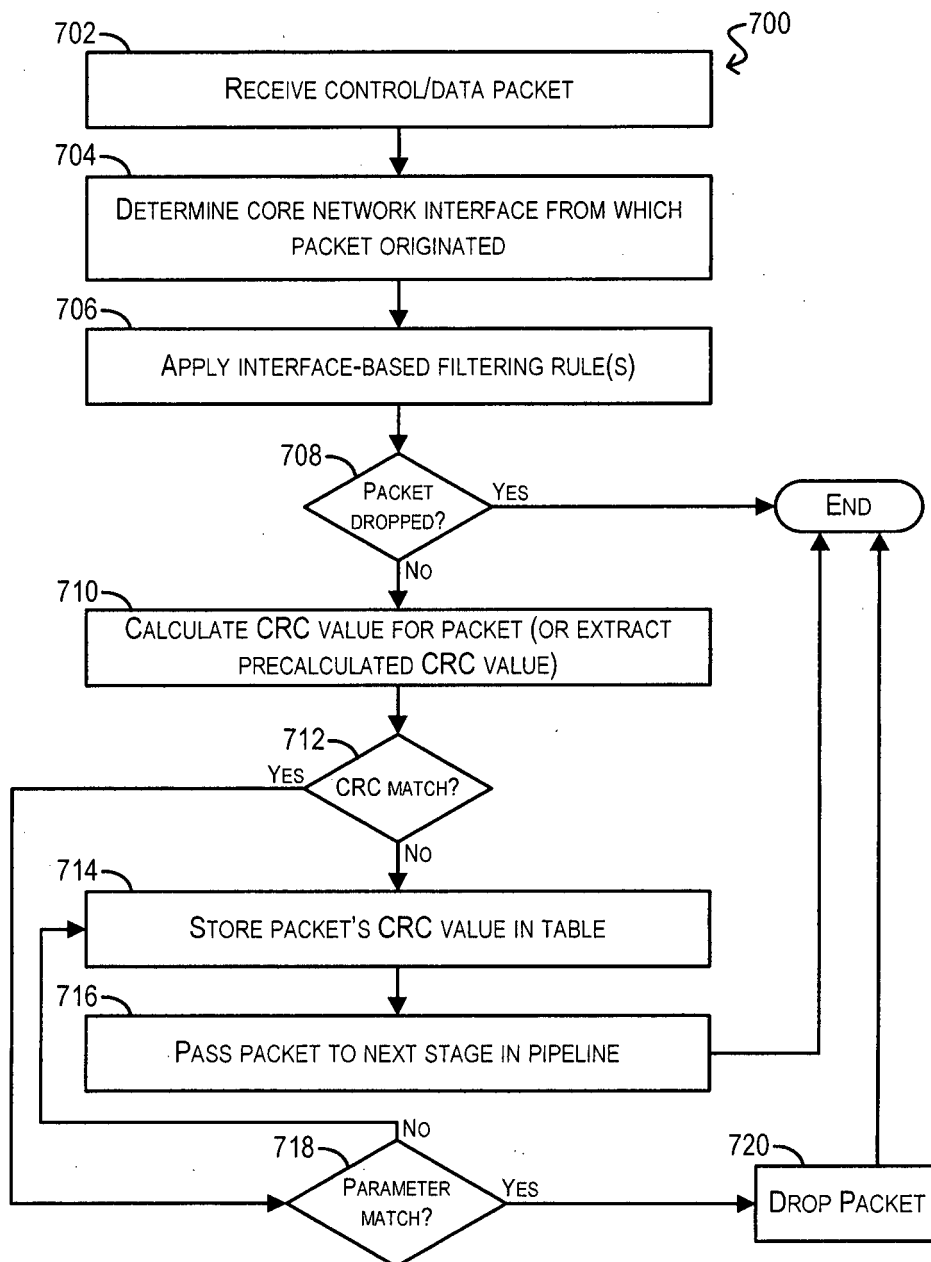 702
700
RECEIVE CONTROL/DATA PACKET
704
DETERMINE CORE NETWORK INTERFACE FROM WHICH
PACKET ORIGINATED
706
APPLY INTERFACE-BASED FILTERING RULE(S)
708
PACKET
DROPPED?
YES
END
NO
710
CALCULATE CRC VALUE FOR PACKET (OR EXTRACT
PRECALCULATED CRC VALUE)
712
YES
CRC MATCH?
NO
714
STORE PACKET'S CRC VALUE IN TABLE
716
PASS PACKET TO NEXT STAGE IN PIPELINE
NO
718
PARAMETER
MATCH?
YES
720
DROP PACKET